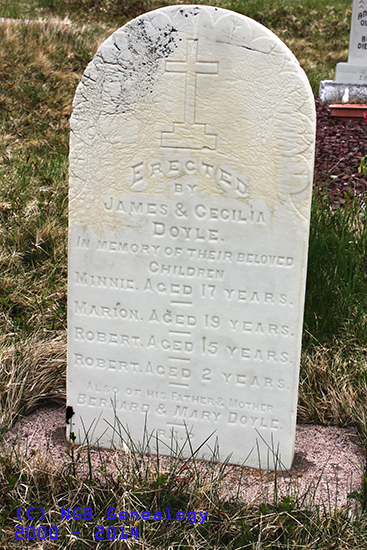 ERECTED
BY
JAMES & CECILIA
DOYLE.
IN MEMORY OF THEIR BELOVED
CHILDREN
MINNIE, AGED 17 YEARS.
MARION, AGED 19 YEARS.
ROBERT, AGED 15 YEARS.
ROBERT, AGED 2 YEARS.
ALSO OF HIS FATHER & MOTHER
BERNARD & MARY DOYLE.
(C) NGB Genealogy
2000 - 2014